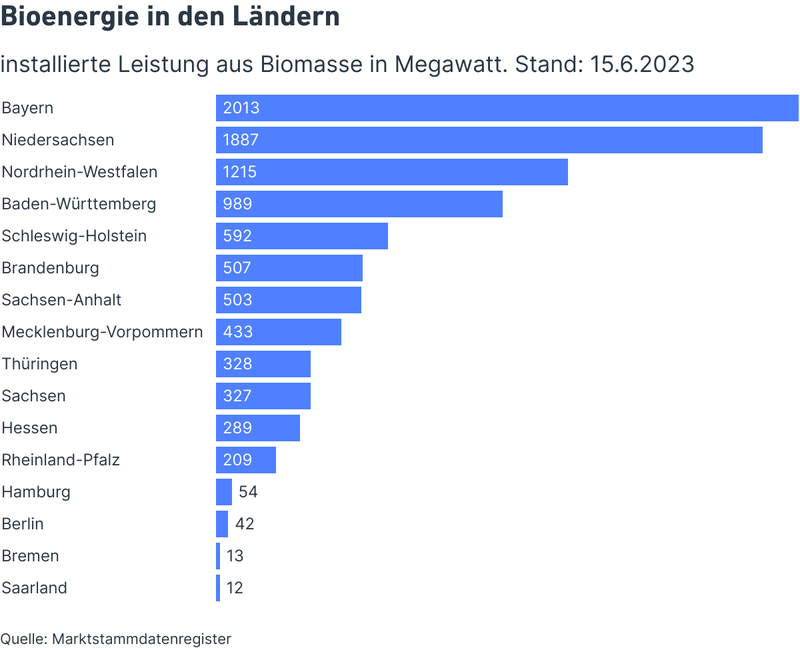 Bioenergie in den Ländern
installierte Leistung aus Biomasse in Megawatt. Stand: 15.6.2023
Bayern 2013
Niedersachsen 1887
Nordrhein-Westfalen 1215
Baden-Württemberg 989
Schleswig-Holstein 592
Brandenburg 507
Sachsen-Anhalt 503
Mecklenburg-Vorpommern 433
Thüringen 328
Sachsen 327
Hessen 289
Rheinland-Pfalz 209
Hamburg 54
Berlin 42
Bremen 13
Saarland 12
Quelle: Marktstammdatenregister